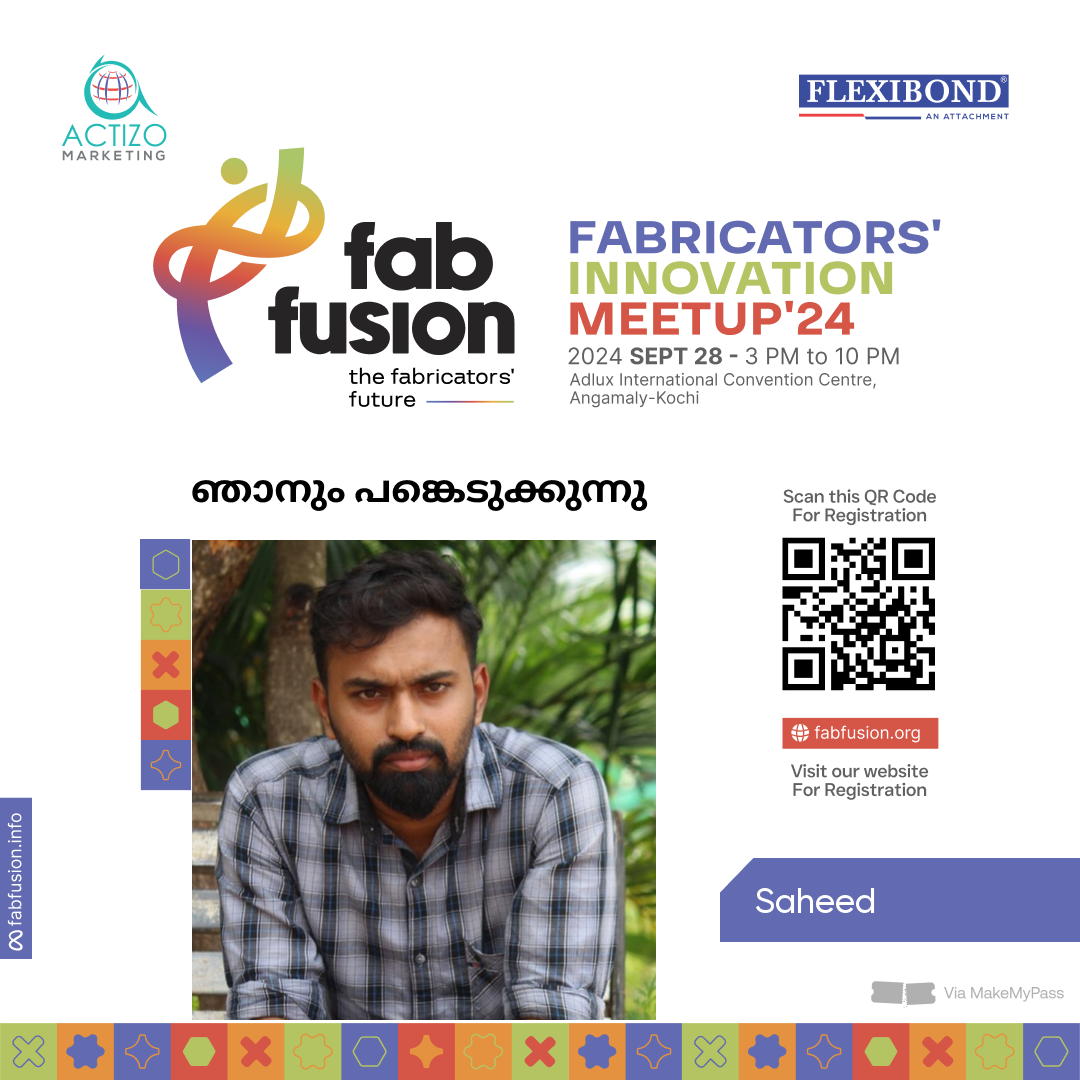 ACTIZO
MARKETING
FLEXIBOND®
AN ATTACHMENT
fab
fusion
the fabricators'
future
FABRICATORS'
INNOVATION
MEETUP'24
2024 SEPT 28 - 3 PM to 10 PM
Adlux International Convention Centre,
Angamaly-Kochi
ഞാനും പങ്കെടുക്കുന്നു
Scan this QR Code
For Registration
fabfusion.org
Visit our website
For Registration
fabfusion.info
Saheed
Via MakeMyPass